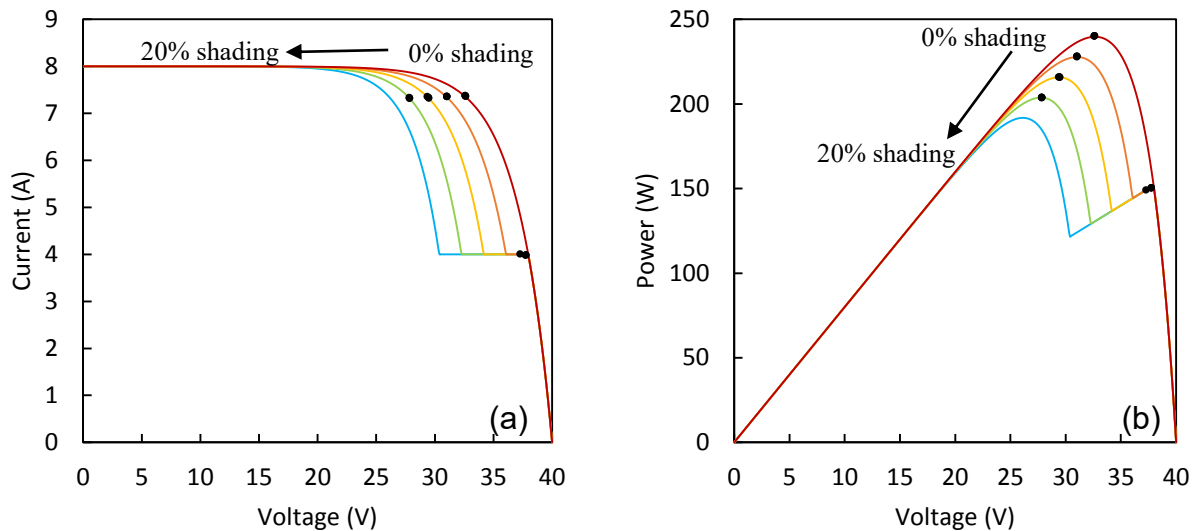 9
8
7
6
5
4
3
2
1
0
Current (A)
20% shading
0% shading
(a)
0 5 10 15 20 25 30 35 40
Voltage (V)
250
200
150
100
50
0
Power (W)
0% shading
20% shading
(b)
0 5 10 15 20 25 30 35 40
Voltage (V)